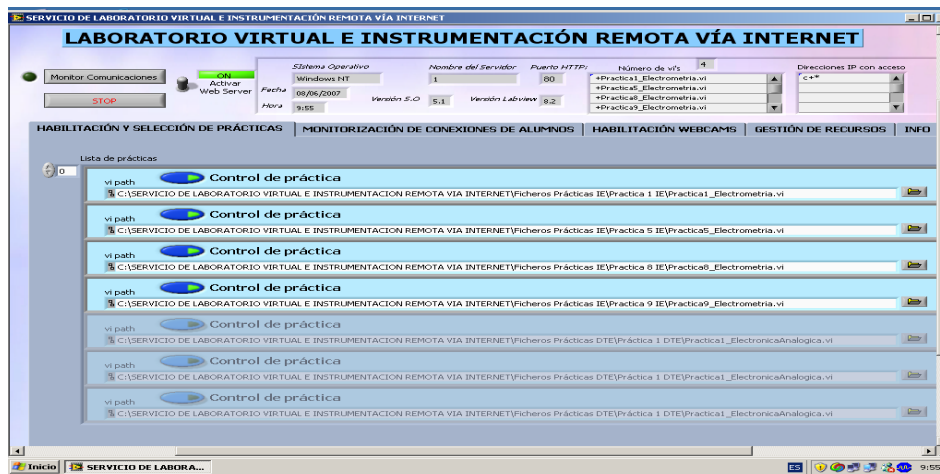 SERVICIO DE LABORATORIO VIRTUAL E INSTRUMENTACIÓN REMOTA VÍA INTERNET
LABORATORIO VIRTUAL E INSTRUMENTACIÓN REMOTA VÍA INTERNET
Monitor Comunicaciones
STOP
ON
Activar
Web Server
Sistema Operativo
Windows NT
Nombre del Servidor
1
Puerto HTTP:
80
Fecha
08/06/2007
Hora
9:55
Versión S.O
5.1
Versión Labview
8.2
Número de vi's
4
+Practica1_Electrometria.vi
+Practica5_Electrometria.vi
+Practica8_Electrometria.vi
+Practica9_Electrometria.vi
Direcciones IP con acceso
"c+*
HABILITACIÓN Y SELECCIÓN DE PRÁCTICAS
MONITORIZACIÓN DE CONEXIONES DE ALUMNOS
HABILITACIÓN WEBCAMS
GESTIÓN DE RECURSOS
INFO
Lista de prácticas
0
vi path
Control de práctica
C:\SERVICIO DE LABORATORIO VIRTUAL E INSTRUMENTACION REMOTA VIA INTERNET\Ficheros Prácticas IE\Practica 1 IE\Practica1_Electrometria.vi
vi path
Control de práctica
C:\SERVICIO DE LABORATORIO VIRTUAL E INSTRUMENTACION REMOTA VIA INTERNET\Ficheros Prácticas IE\Practica 5 IE\Practica5_Electrometria.vi
vi path
Control de práctica
C:\SERVICIO DE LABORATORIO VIRTUAL E INSTRUMENTACION REMOTA VIA INTERNET\Ficheros Prácticas IE\Practica 8 IE\Practica8_Electrometria.vi
vi path
Control de práctica
C:\SERVICIO DE LABORATORIO VIRTUAL E INSTRUMENTACION REMOTA VIA INTERNET\Ficheros Prácticas IE\Practica 9 IE\Practica9_Electrometria.vi
vi path
Control de práctica
C:\SERVICIO DE LABORATORIO VIRTUAL E INSTRUMENTACION REMOTA VIA INTERNET\Ficheros Prácticas DTE\Práctica 1 DTE\Practica1_ElectronicaAnalogica.vi
vi path
Control de práctica
C:\SERVICIO DE LABORATORIO VIRTUAL E INSTRUMENTACION REMOTA VIA INTERNET\Ficheros Prácticas DTE\Práctica 1 DTE\Practica1_ElectronicaAnalogica.vi
vi path
Control de práctica
C:\SERVICIO DE LABORATORIO VIRTUAL E INSTRUMENTACION REMOTA VIA INTERNET\Ficheros Prácticas DTE\Práctica 1 DTE\Practica1_ElectronicaAnalogica.vi
Inicio
SERVICIO DE LABORA...
ES
9:55